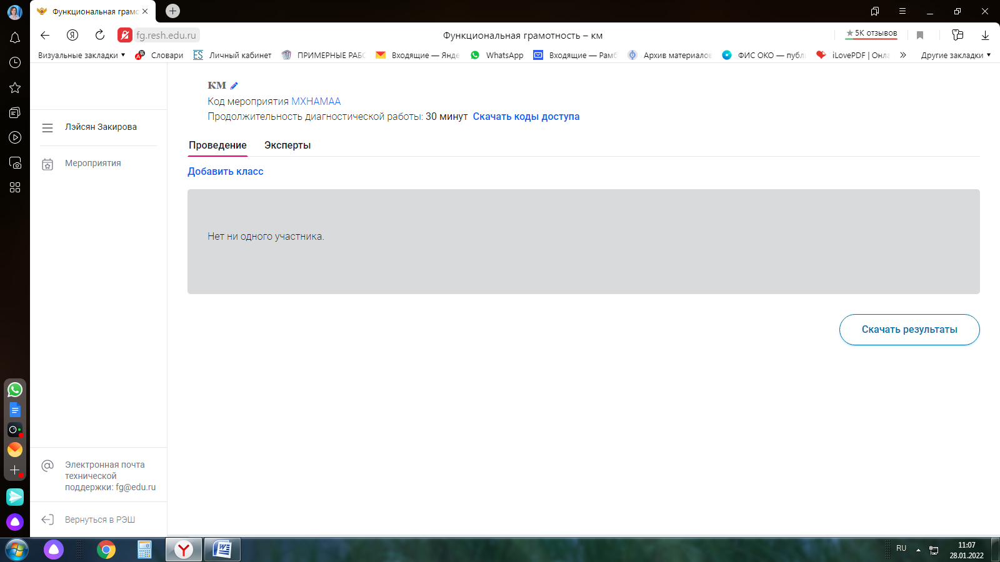 Функциональная грамо
fg.resh.edu.ru
Функциональная грамотность – км
5K отзывов
Визуальные закладки
Словари
Личный кабинет
ПРИМЕРНЫЕ РАБО
Входящие — Янде
WhatsApp
Входящие — Рамб
Архив материалов
ФИС ОКО — публ
iLovePDF | Онла
Другие закладки
км
Код мероприятия MXHAMAA
Продолжительность диагностической работы: 30 минут Скачать коды доступа
Лэйсян Закирова
Мероприятия
Проведение
Эксперты
Добавить класс
Нет ни одного участника.
Скачать результаты
Электронная почта
технической
поддержки: fg@edu.ru
Вернуться в РЭШ
RU
11:07
28.01.2022